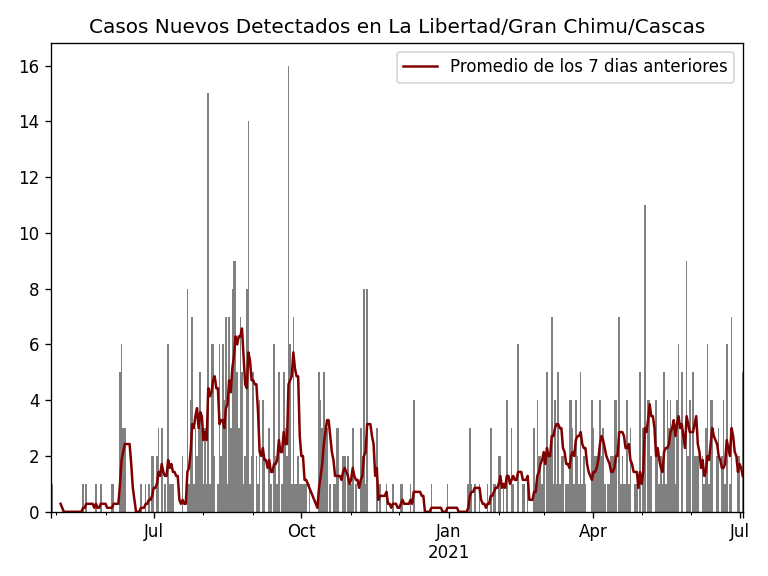 Casos Nuevos Detectados en La Libertad/Gran Chimu/Cascas
Promedio de los 7 dias anteriores
16
14
12
10
8
6
4
2
0
Jul
Oct
Jan
Apr
Jul
2021